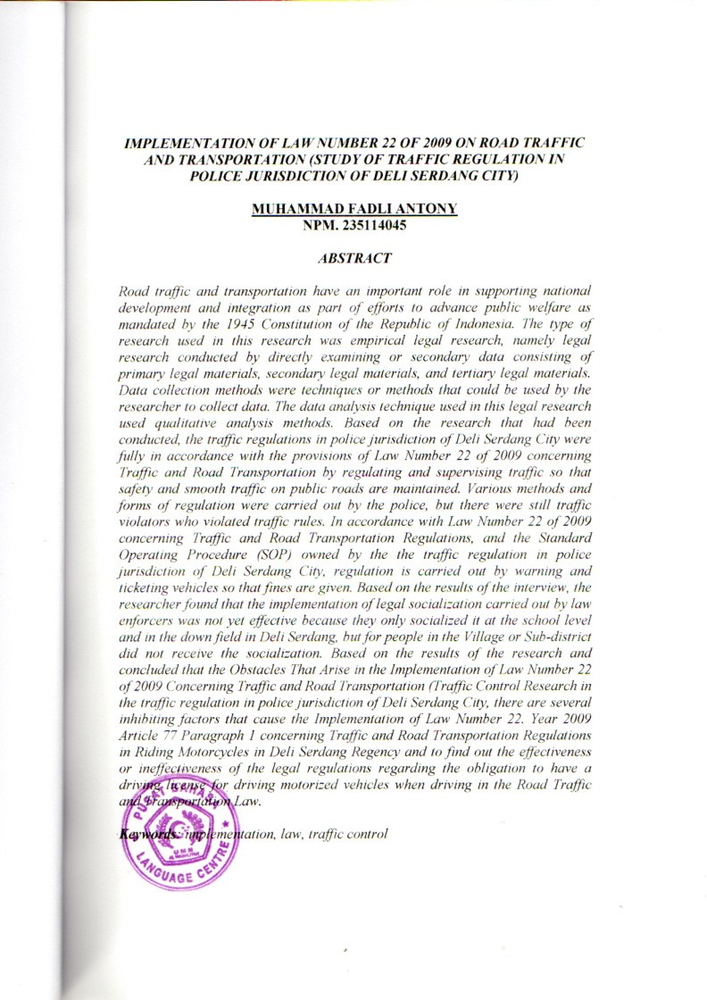 IMPLEMENTATION OF LAW NUMBER 22 OF 2009 ON ROAD TRAFFIC
AND TRANSPORTATION (STUDY OF TRAFFIC REGULATION IN
POLICE JURISDICTION OF DELI SERDANG CITY)
MUHAMMAD FADLI ANTONY
NPM. 235114045
ABSTRACT
Road traffic and transportation have an important role in supporting national
development and integration as part of efforts to advance public welfare as
mandated by the 1945 Constitution of the Republic of Indonesia. The type of
research used in this research was empirical legal research, namely legal
research conducted by directly examining or secondary data consisting of
primary legal materials, secondary legal materials, and tertiary legal materials.
Data collection methods were techniques or methods that could be used by the
researcher to collect data. The data analysis technique used in this legal research
used qualitative analysis methods. Based on the research that had been
conducted, the traffic regulations in police jurisdiction of Deli Serdang City were
fully in accordance with the provisions of Law Number 22 of 2009 concerning
Traffic and Road Transportation by regulating and supervising traffic so that
safety and smooth traffic on public roads are maintained. Various methods and
forms of regulation were carried out by the police, but there were still traffic
violators who violated traffic rules. In accordance with Law Number 22 of 2009
concerning Traffic and Road Transportation Regulations, and the Standard
Operating Procedure (SOP) owned by the the traffic regulation in police
jurisdiction of Deli Serdang City, regulation is carried out by warning and
ticketing vehicles so that fines are given. Based on the results of the interview, the
researcher found that the implementation of legal socialization carried out by law
enforcers was not yet effective because they only socialized it at the school level
and in the down field in Deli Serdang, but for people in the Village or Sub-district
did not receive the socialization. Based on the results of the research and
concluded that the Obstacles That Arise in the Implementation of Law Number 22
of 2009 Concerning Traffic and Road Transportation (Traffic Control Research in
the traffic regulation in police jurisdiction of Deli Serdang City, there are several
inhibiting factors that cause the Implementation of Law Number 22. Year 2009
Article 77 Paragraph 1 concerning Traffic and Road Transportation Regulations
in Riding Motorcycles in Deli Serdang Regency and to find out the effectiveness
or ineffectiveness of the legal regulations regarding the obligation to have a
driving license for driving motorized vehicles when driving in the Road Traffic
and Transportation Law.
Keywords: implementation, law, traffic control
PUSAT BAHASA
UMN
LANGUAGE CENTRE